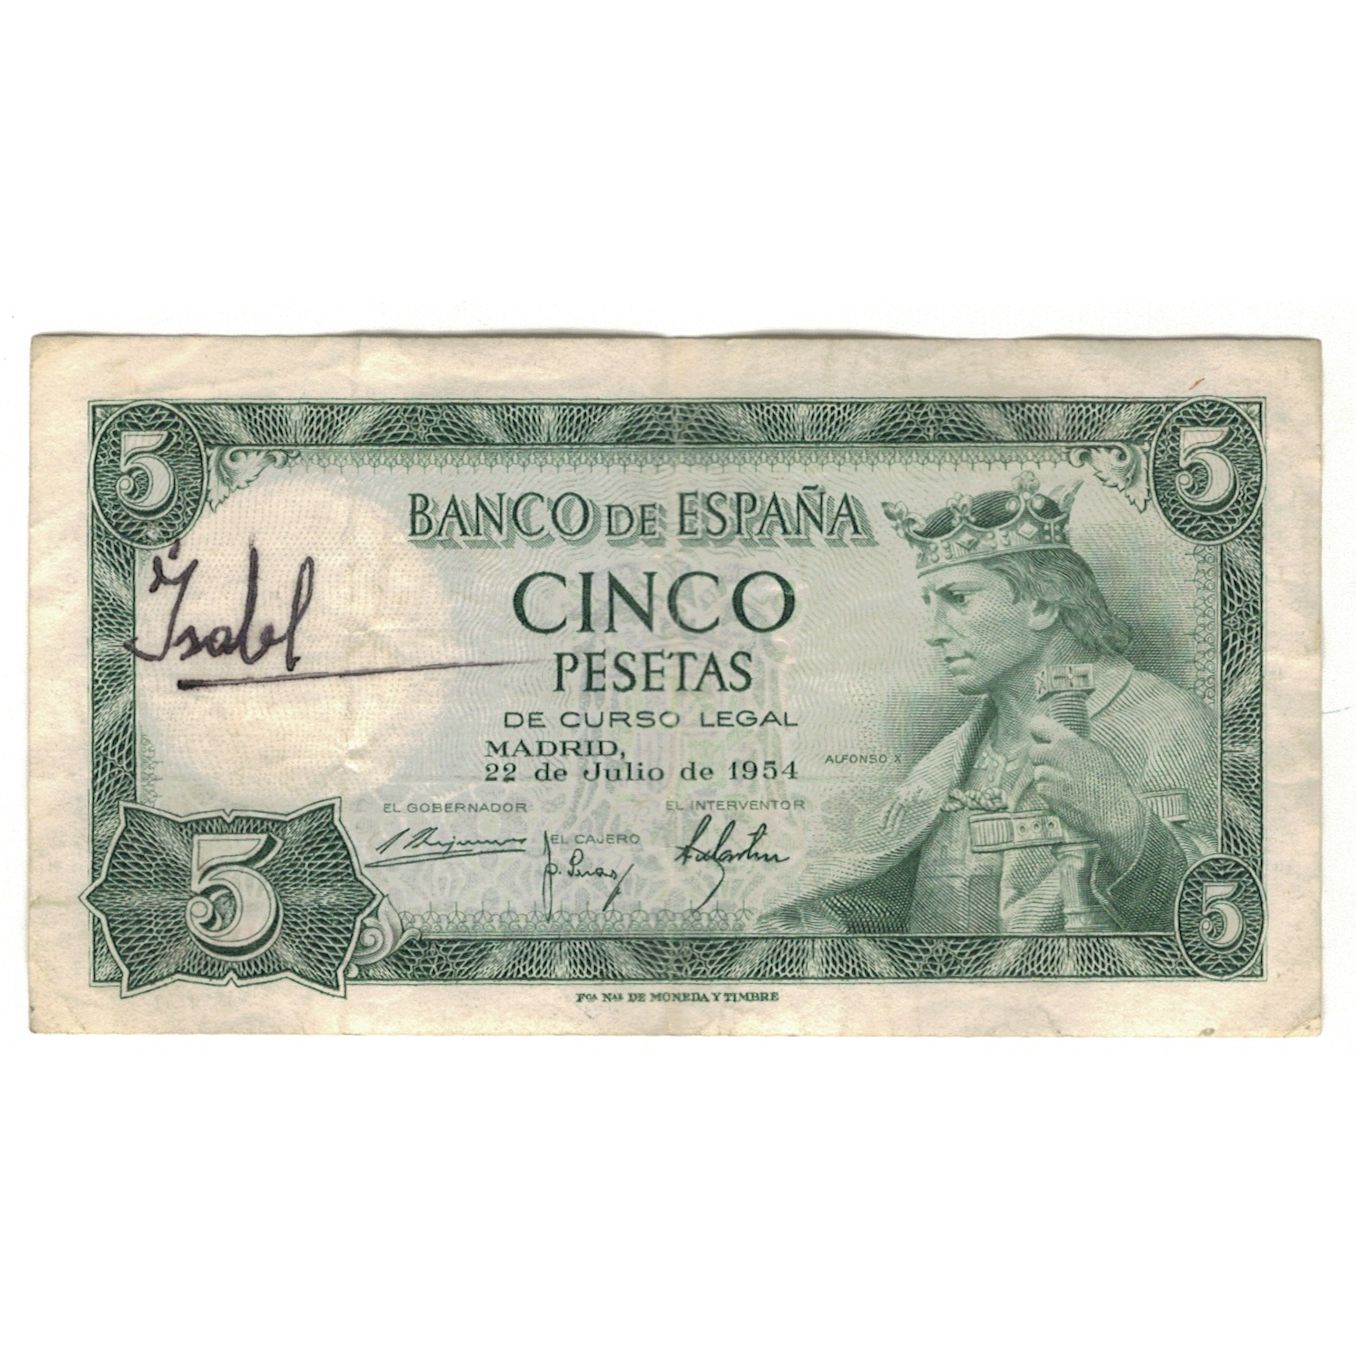 5
5
BANCO DE ESPAÑA
Isabel
CINCO
PESETAS
DE CURSO LEGAL
MADRID,
22 de Julio de 1954
ALFONSO X
EL GOBERNADOR
EL INTERVENTOR
EL CAJERO
5
5
FCA NAL DE MONEDA Y TIMBRE